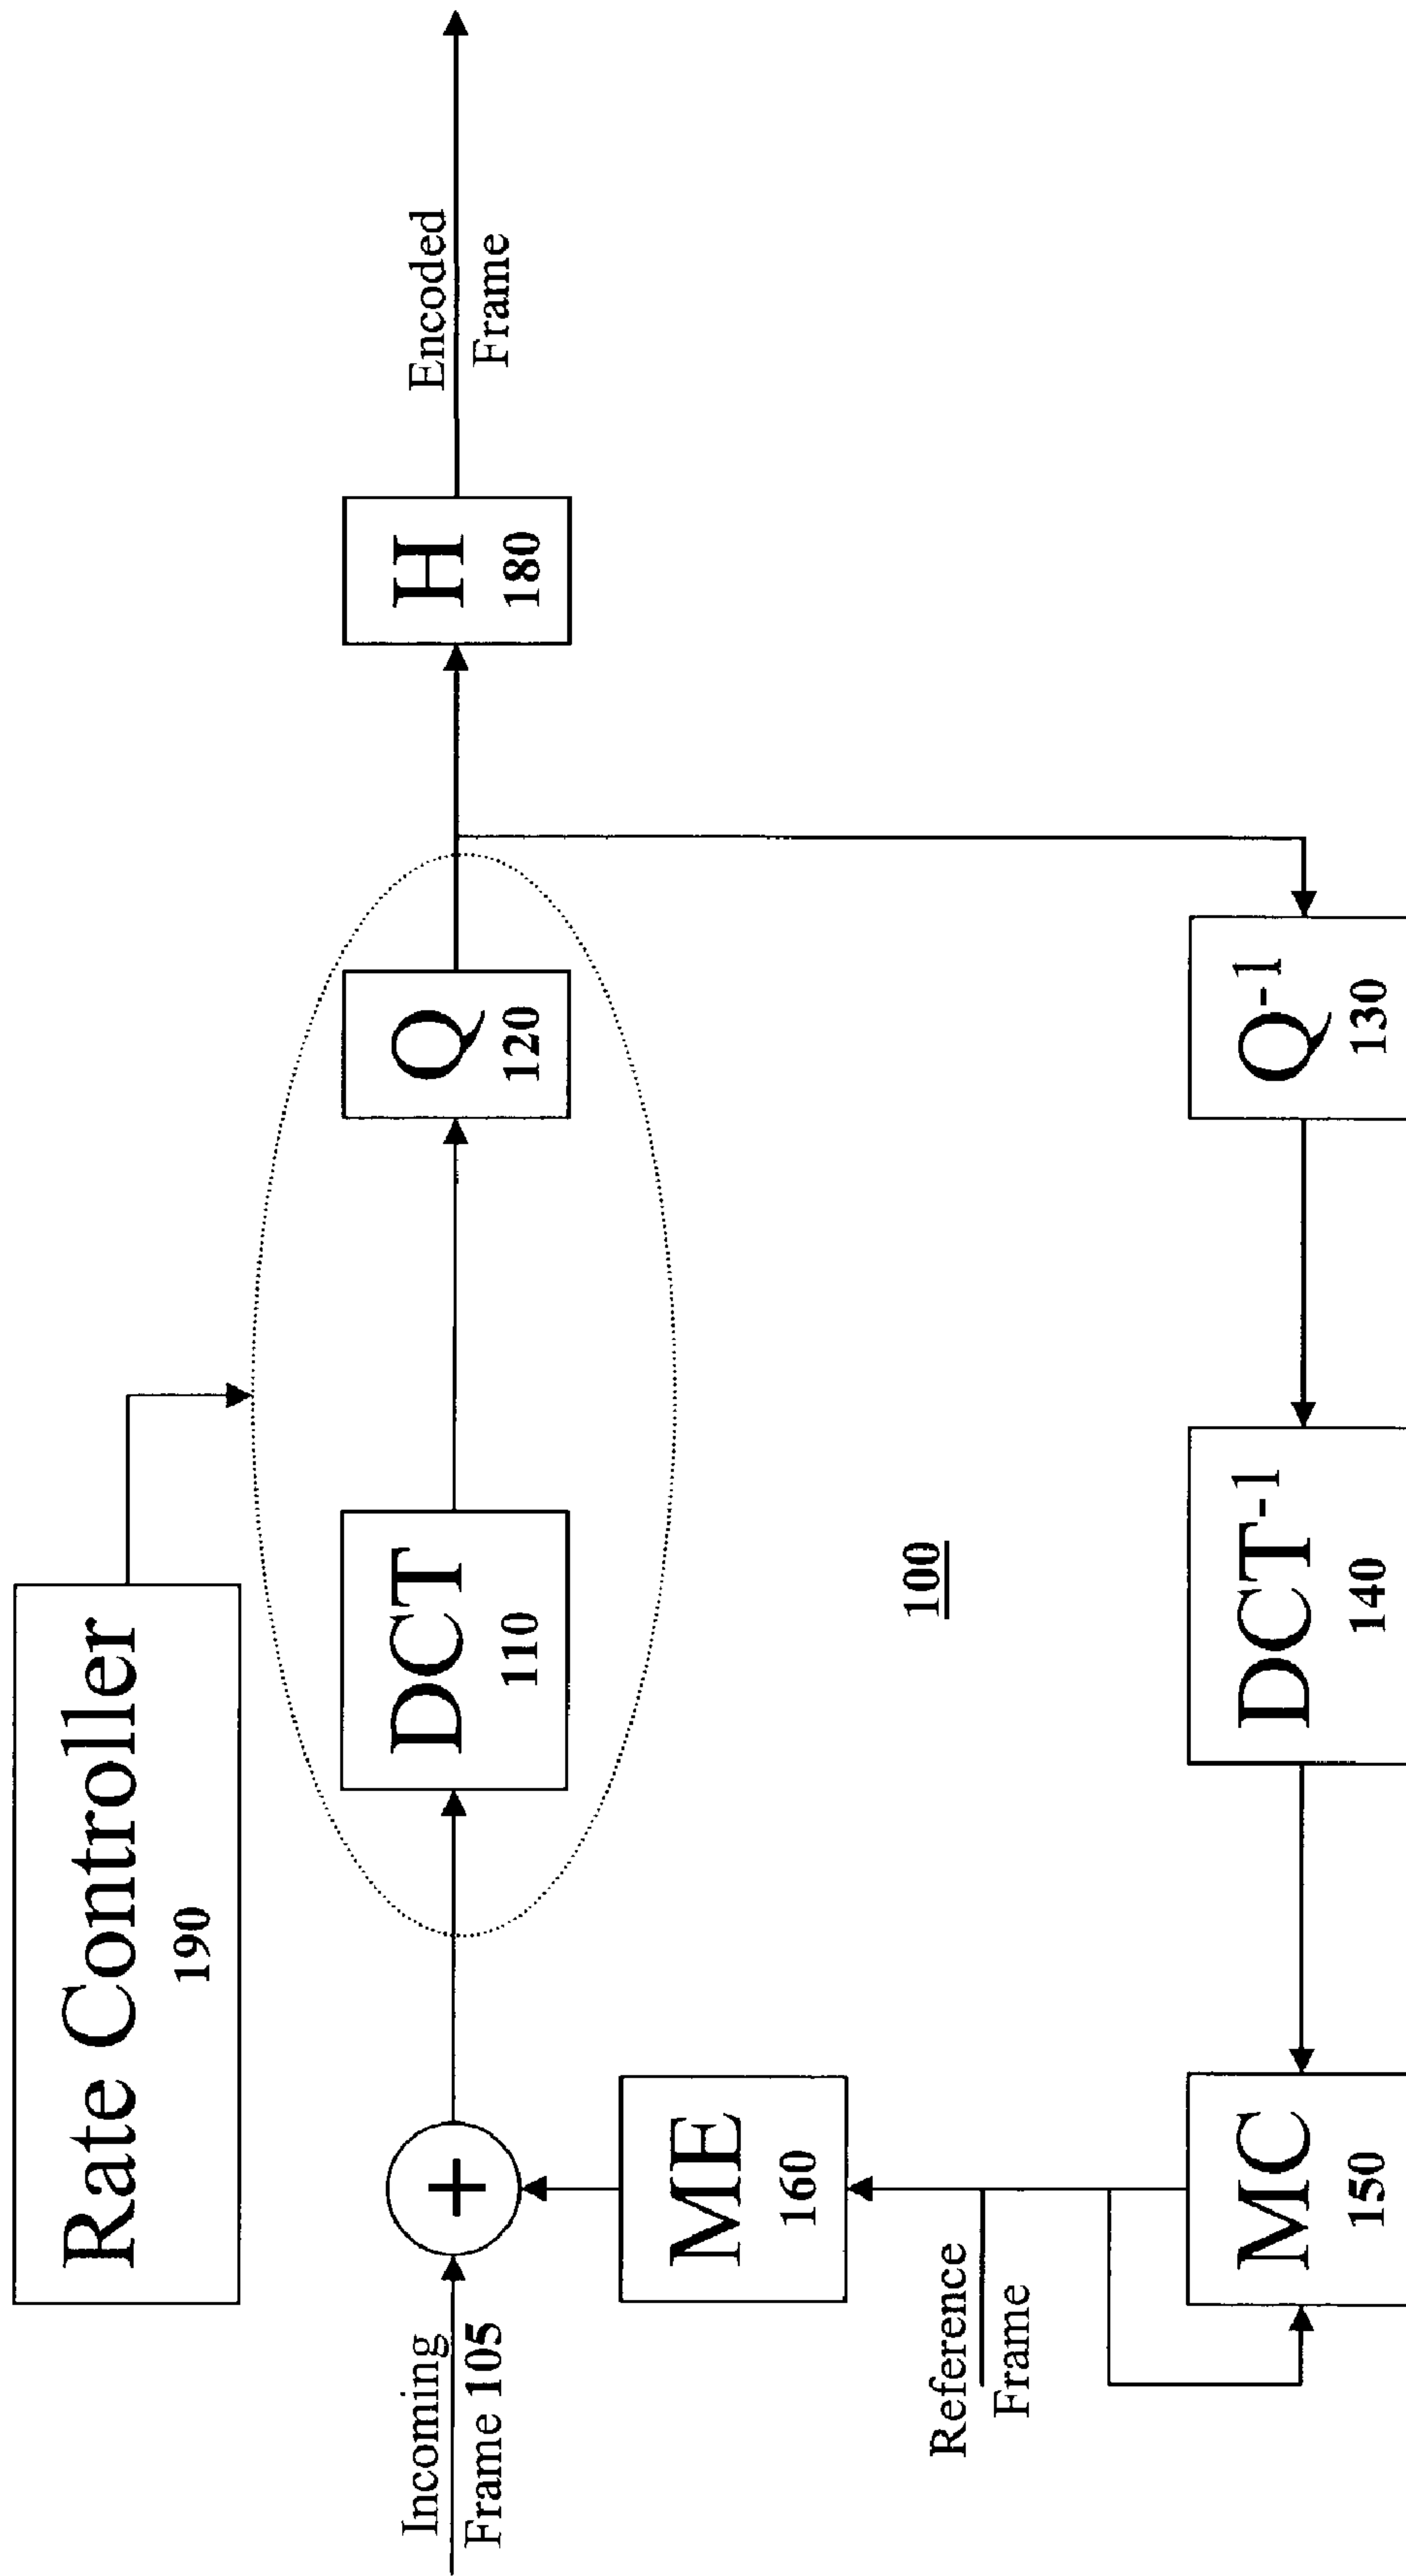 Rate Controller
190
Incoming
Frame 105
+
DCT
110
Q
120
H
180
Encoded
Frame
ME
160
100
Reference
Frame
MC
150
DCT-1
140
Q-1
130